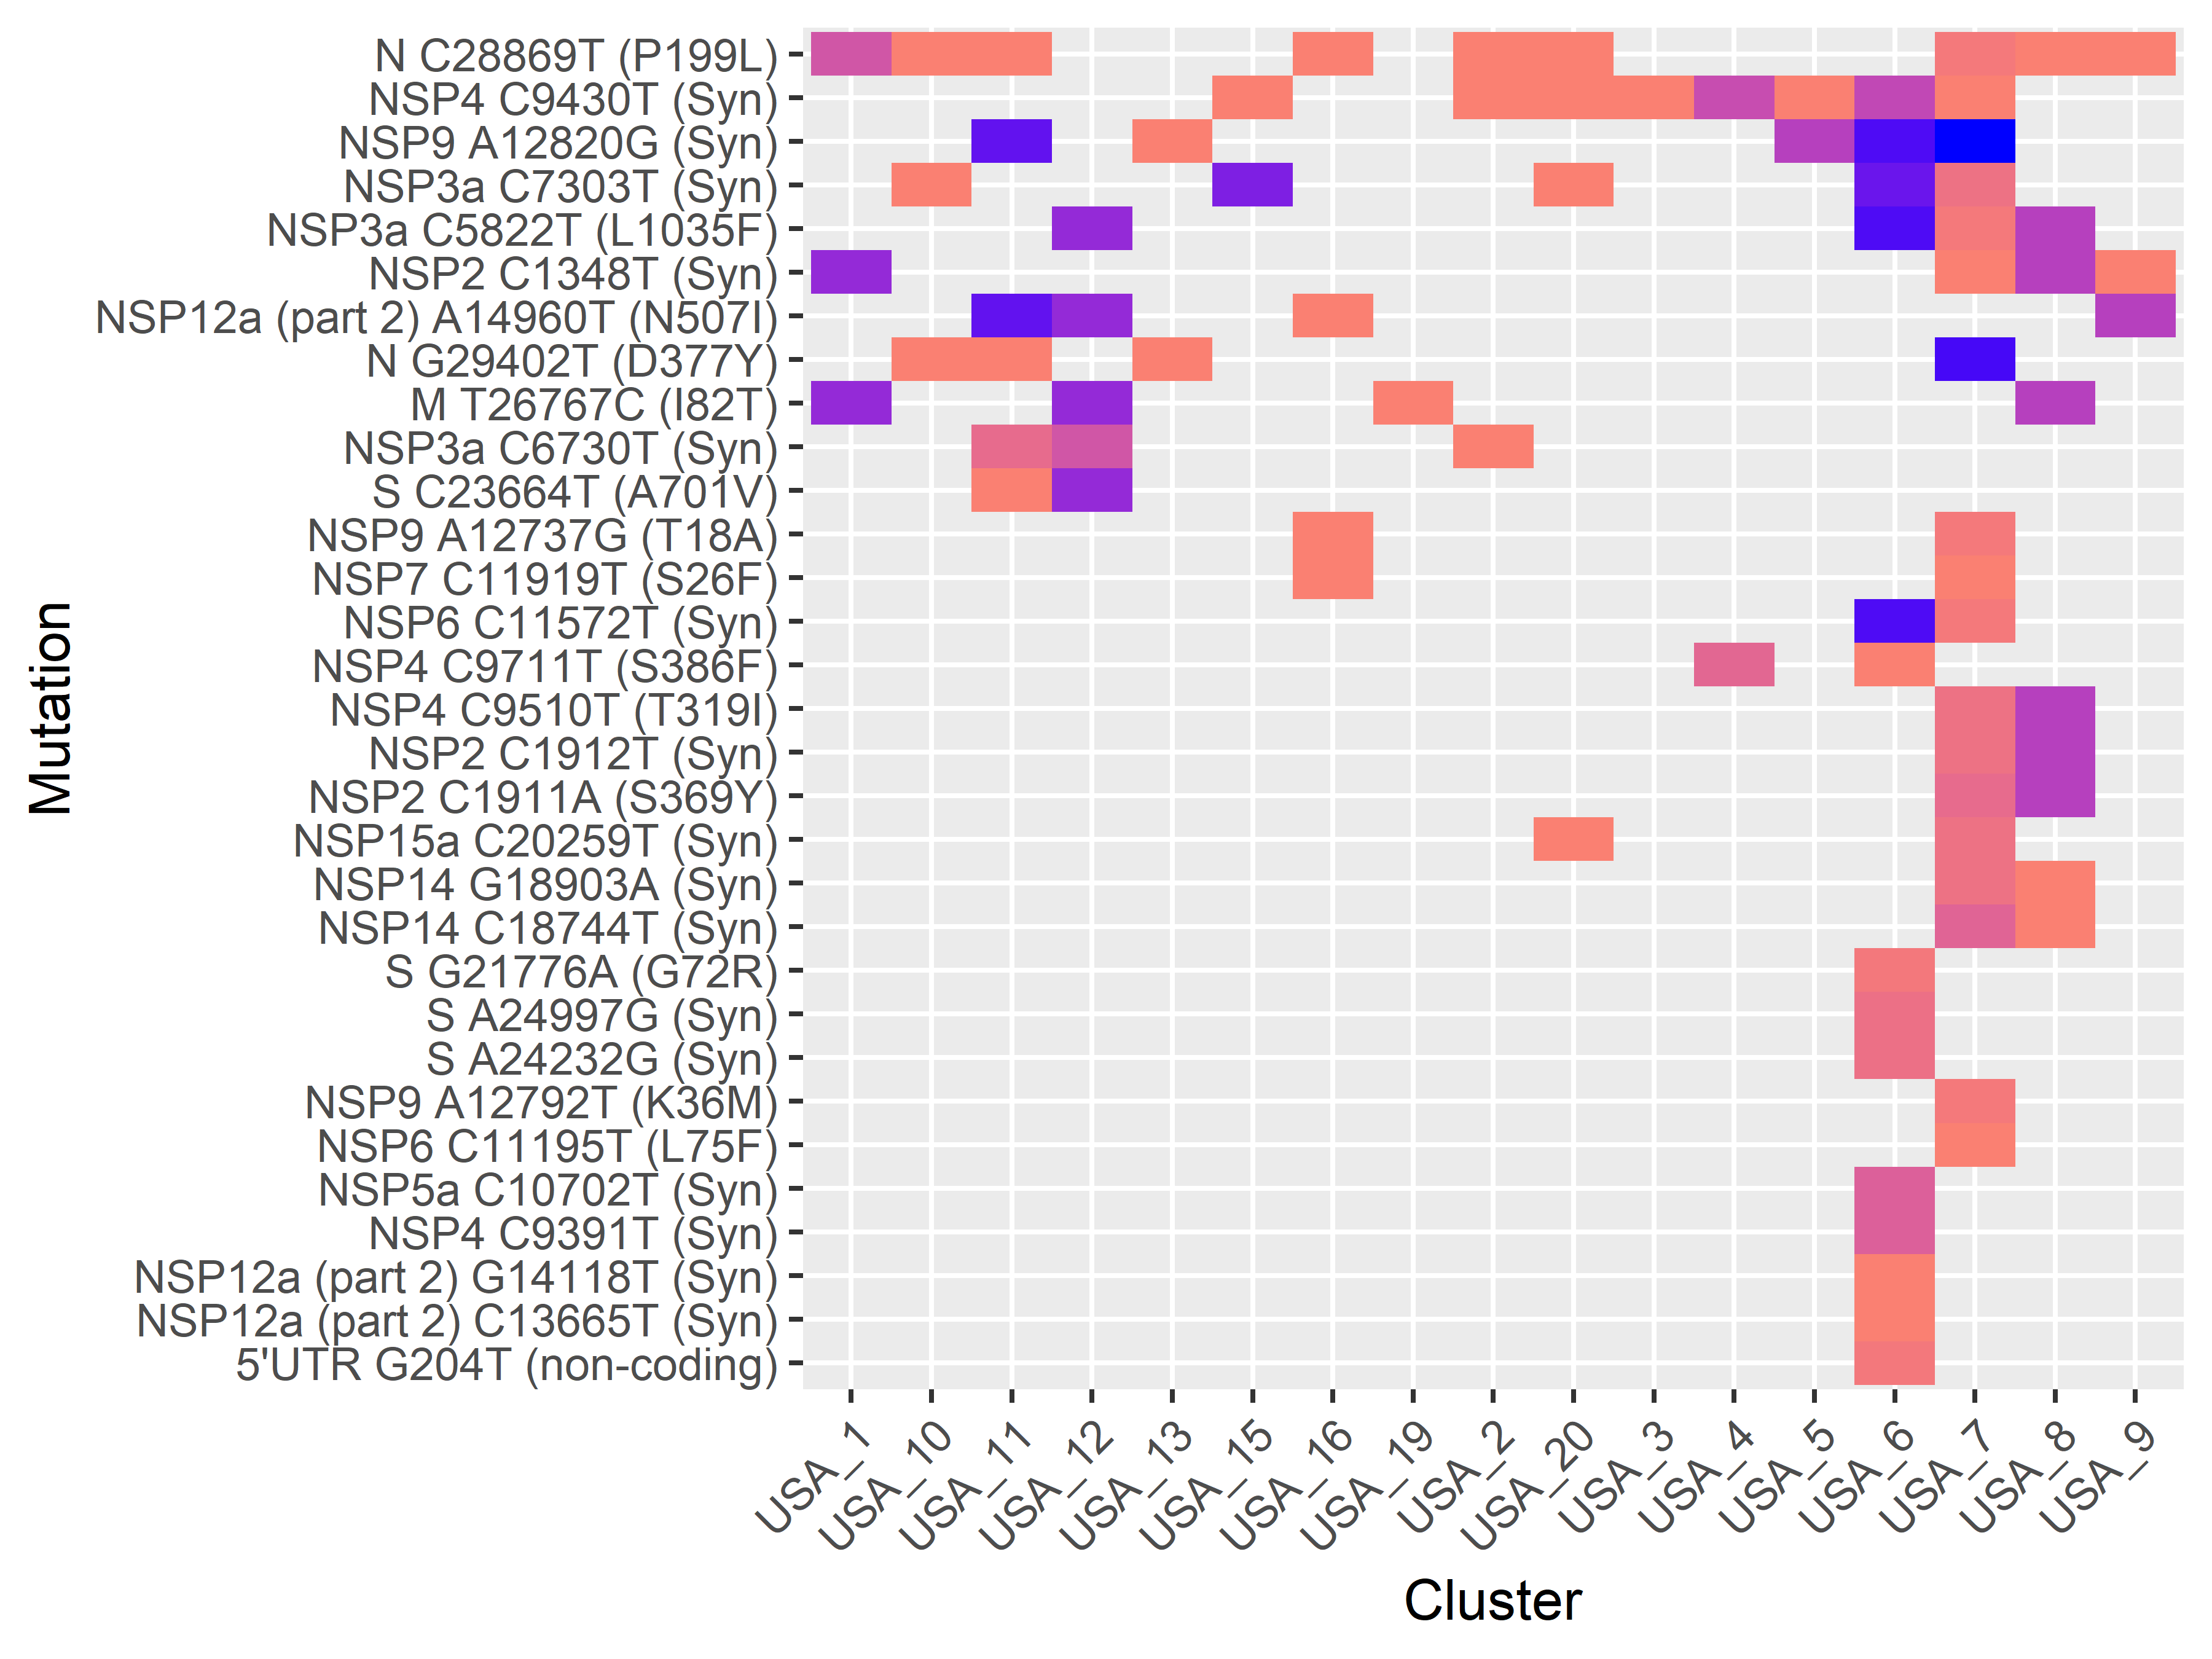 N C28869T (P199L)
NSP4 C9430T (Syn)
NSP9 A12820G (Syn)
NSP3a C7303T (Syn)
NSP3a C5822T (L1035F)
NSP2 C1348T (Syn)
NSP12a (part 2) A14960T (N507I)
N G29402T (D377Y)
M T26767C (I82T)
NSP3a C6730T (Syn)
S C23664T (A701V)
NSP9 A12737G (T18A)
NSP7 C11919T (S26F)
NSP6 C11572T (Syn)
NSP4 C9711T (S386F)
NSP4 C9510T (T319I)
NSP2 C1912T (Syn)
NSP2 C1911A (S369Y)
NSP15a C20259T (Syn)
NSP14 G18903A (Syn)
NSP14 C18744T (Syn)
S G21776A (G72R)
S A24997G (Syn)
S A24232G (Syn)
NSP9 A12792T (K36M)
NSP6 C11195T (L75F)
NSP5a C10702T (Syn)
NSP4 C9391T (Syn)
NSP12a (part 2) G14118T (Syn)
NSP12a (part 2) C13665T (Syn)
5'UTR G204T (non-coding)
Mutation
USA_1
USA_10
USA_11
USA_12
USA_13
USA_15
USA_16
USA_19
USA_2
USA_20
USA_3
USA_4
USA_5
USA_6
USA_7
USA_8
USA_9
Cluster